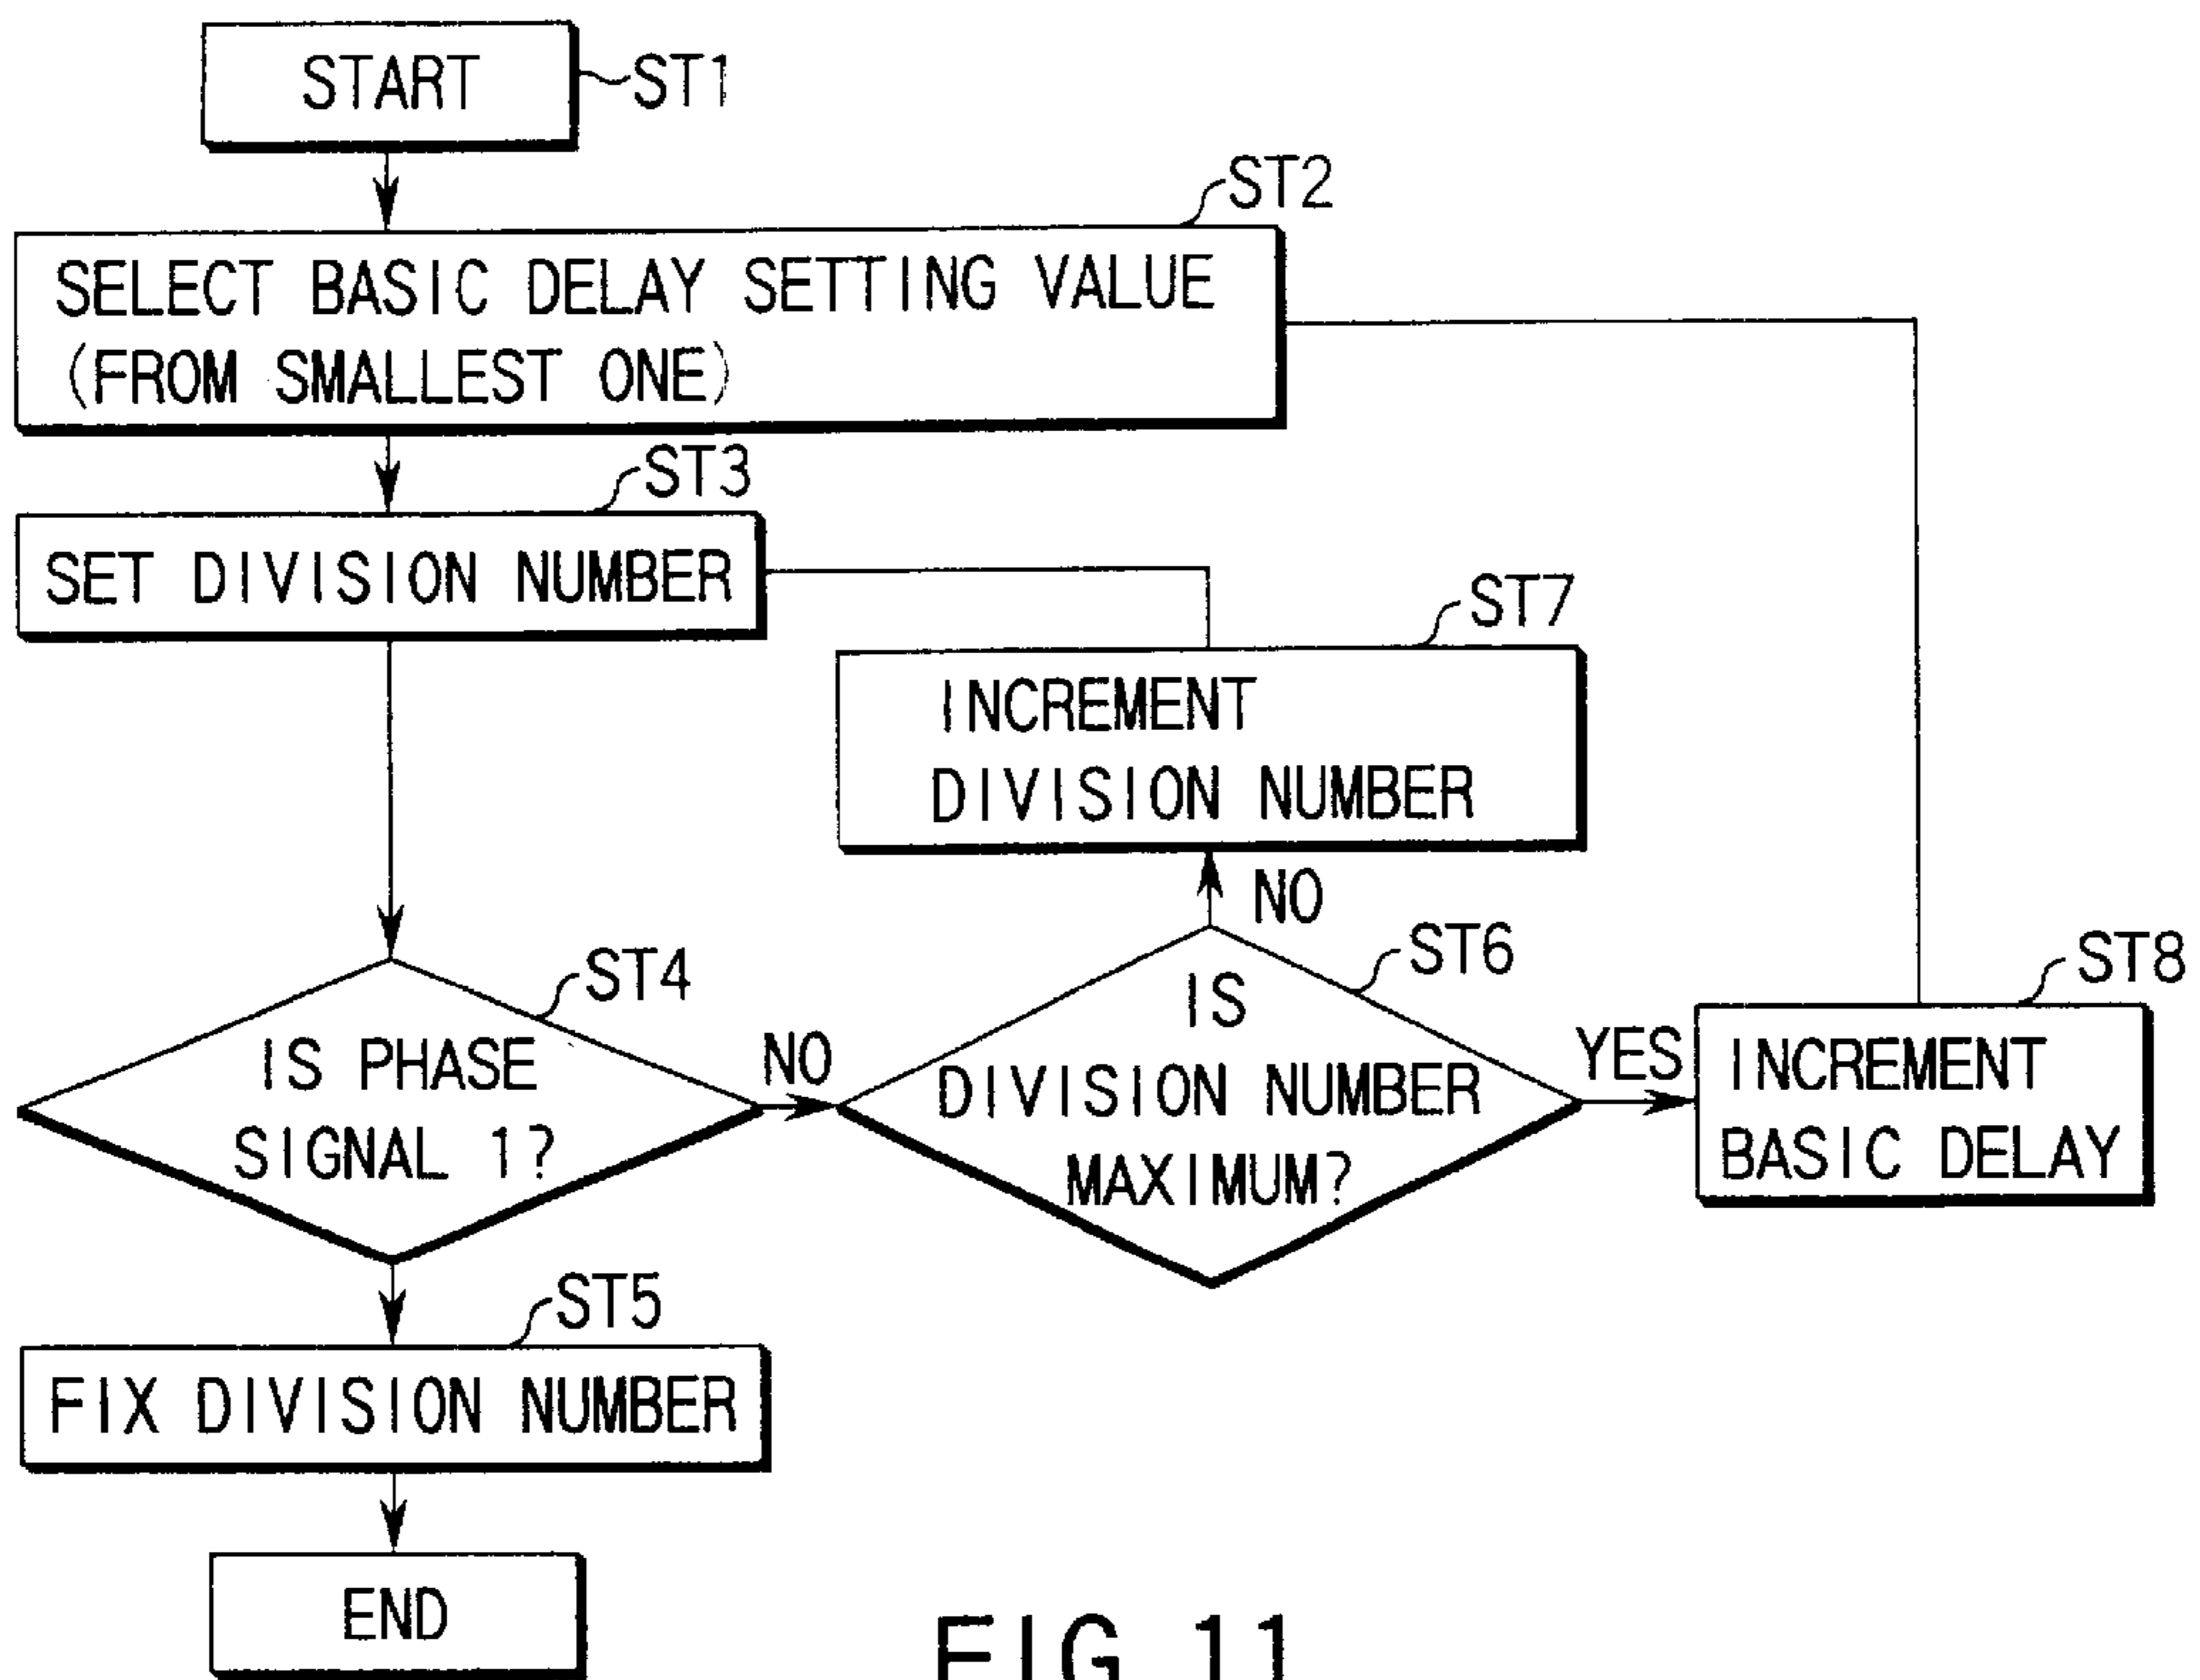 START
ST1
ST2
SELECT BASIC DELAY SETTING VALUE
(FROM SMALLEST ONE)
ST3
SET DIVISION NUMBER
ST7
INCREMENT
DIVISION NUMBER
NO
ST4
IS PHASE
SIGNAL 1?
NO
ST6
IS
DIVISION NUMBER
MAXIMUM?
YES
ST8
INCREMENT
BASIC DELAY
ST5
FIX DIVISION NUMBER
END
FIG. 11